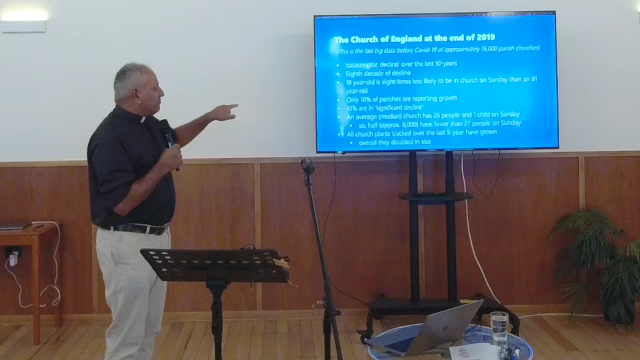 The Church of England at the end of 2019
(This is the last big data before Covid-19 of approximately 16,000 parish churches)
• 'catastrophic decline' over the last 10 years
• Eighth decade of decline
• 18 year-old is eight-times less likely to be in church on Sunday than an 81
year-old
• Only 10% of parishes are reporting growth
• 41% are in 'significant decline'
• An average (median) church has 26 people and 1 child on Sunday
• so, half (approx. 8,000) have fewer than 27 people on Sunday
• All church plants tracked over the last 5 year have grown
• overall they doubled in size